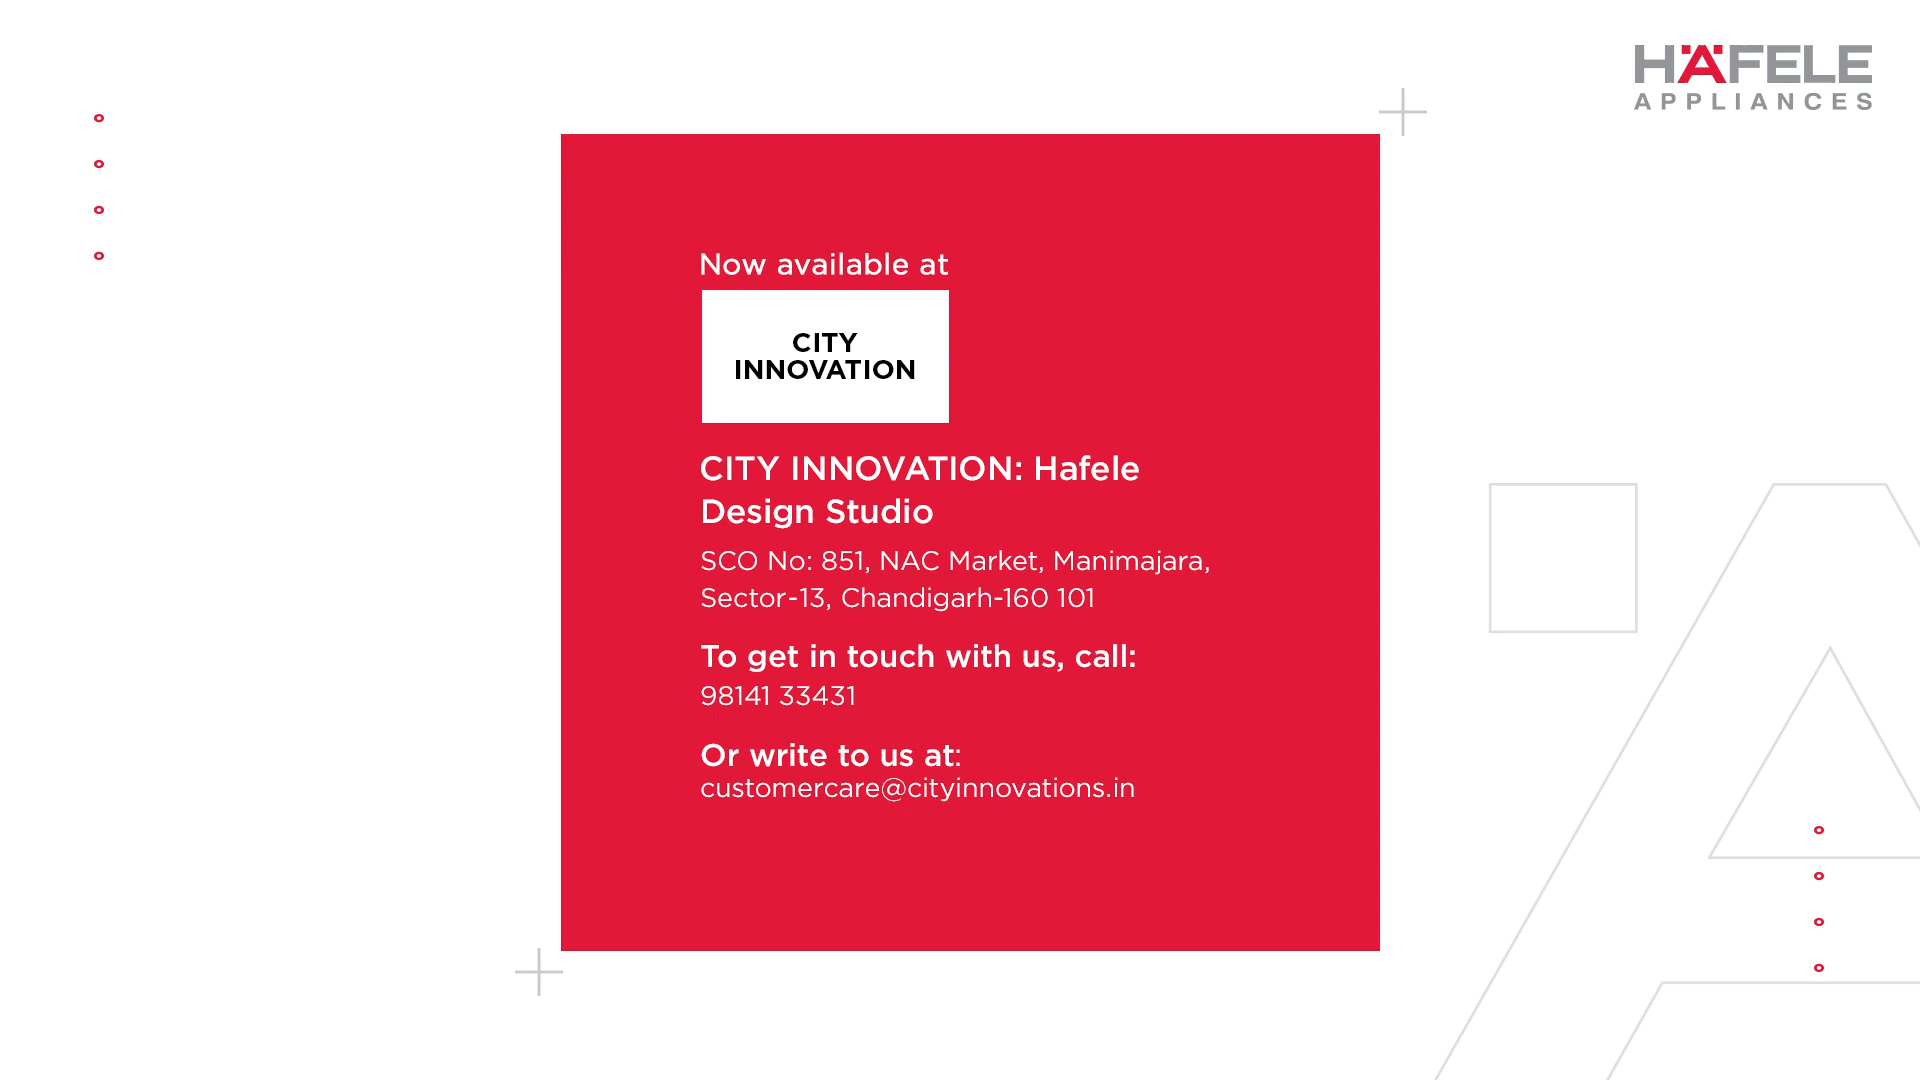 HÄFELE
APPLIANCES
Now available at
CITY
INNOVATION
CITY INNOVATION: Hafele
Design Studio
SCO No: 851, NAC Market, Manimajara,
Sector-13, Chandigarh-160 101
To get in touch with us, call:
98141 33431
Or write to us at:
customercare@cityinnovations.in